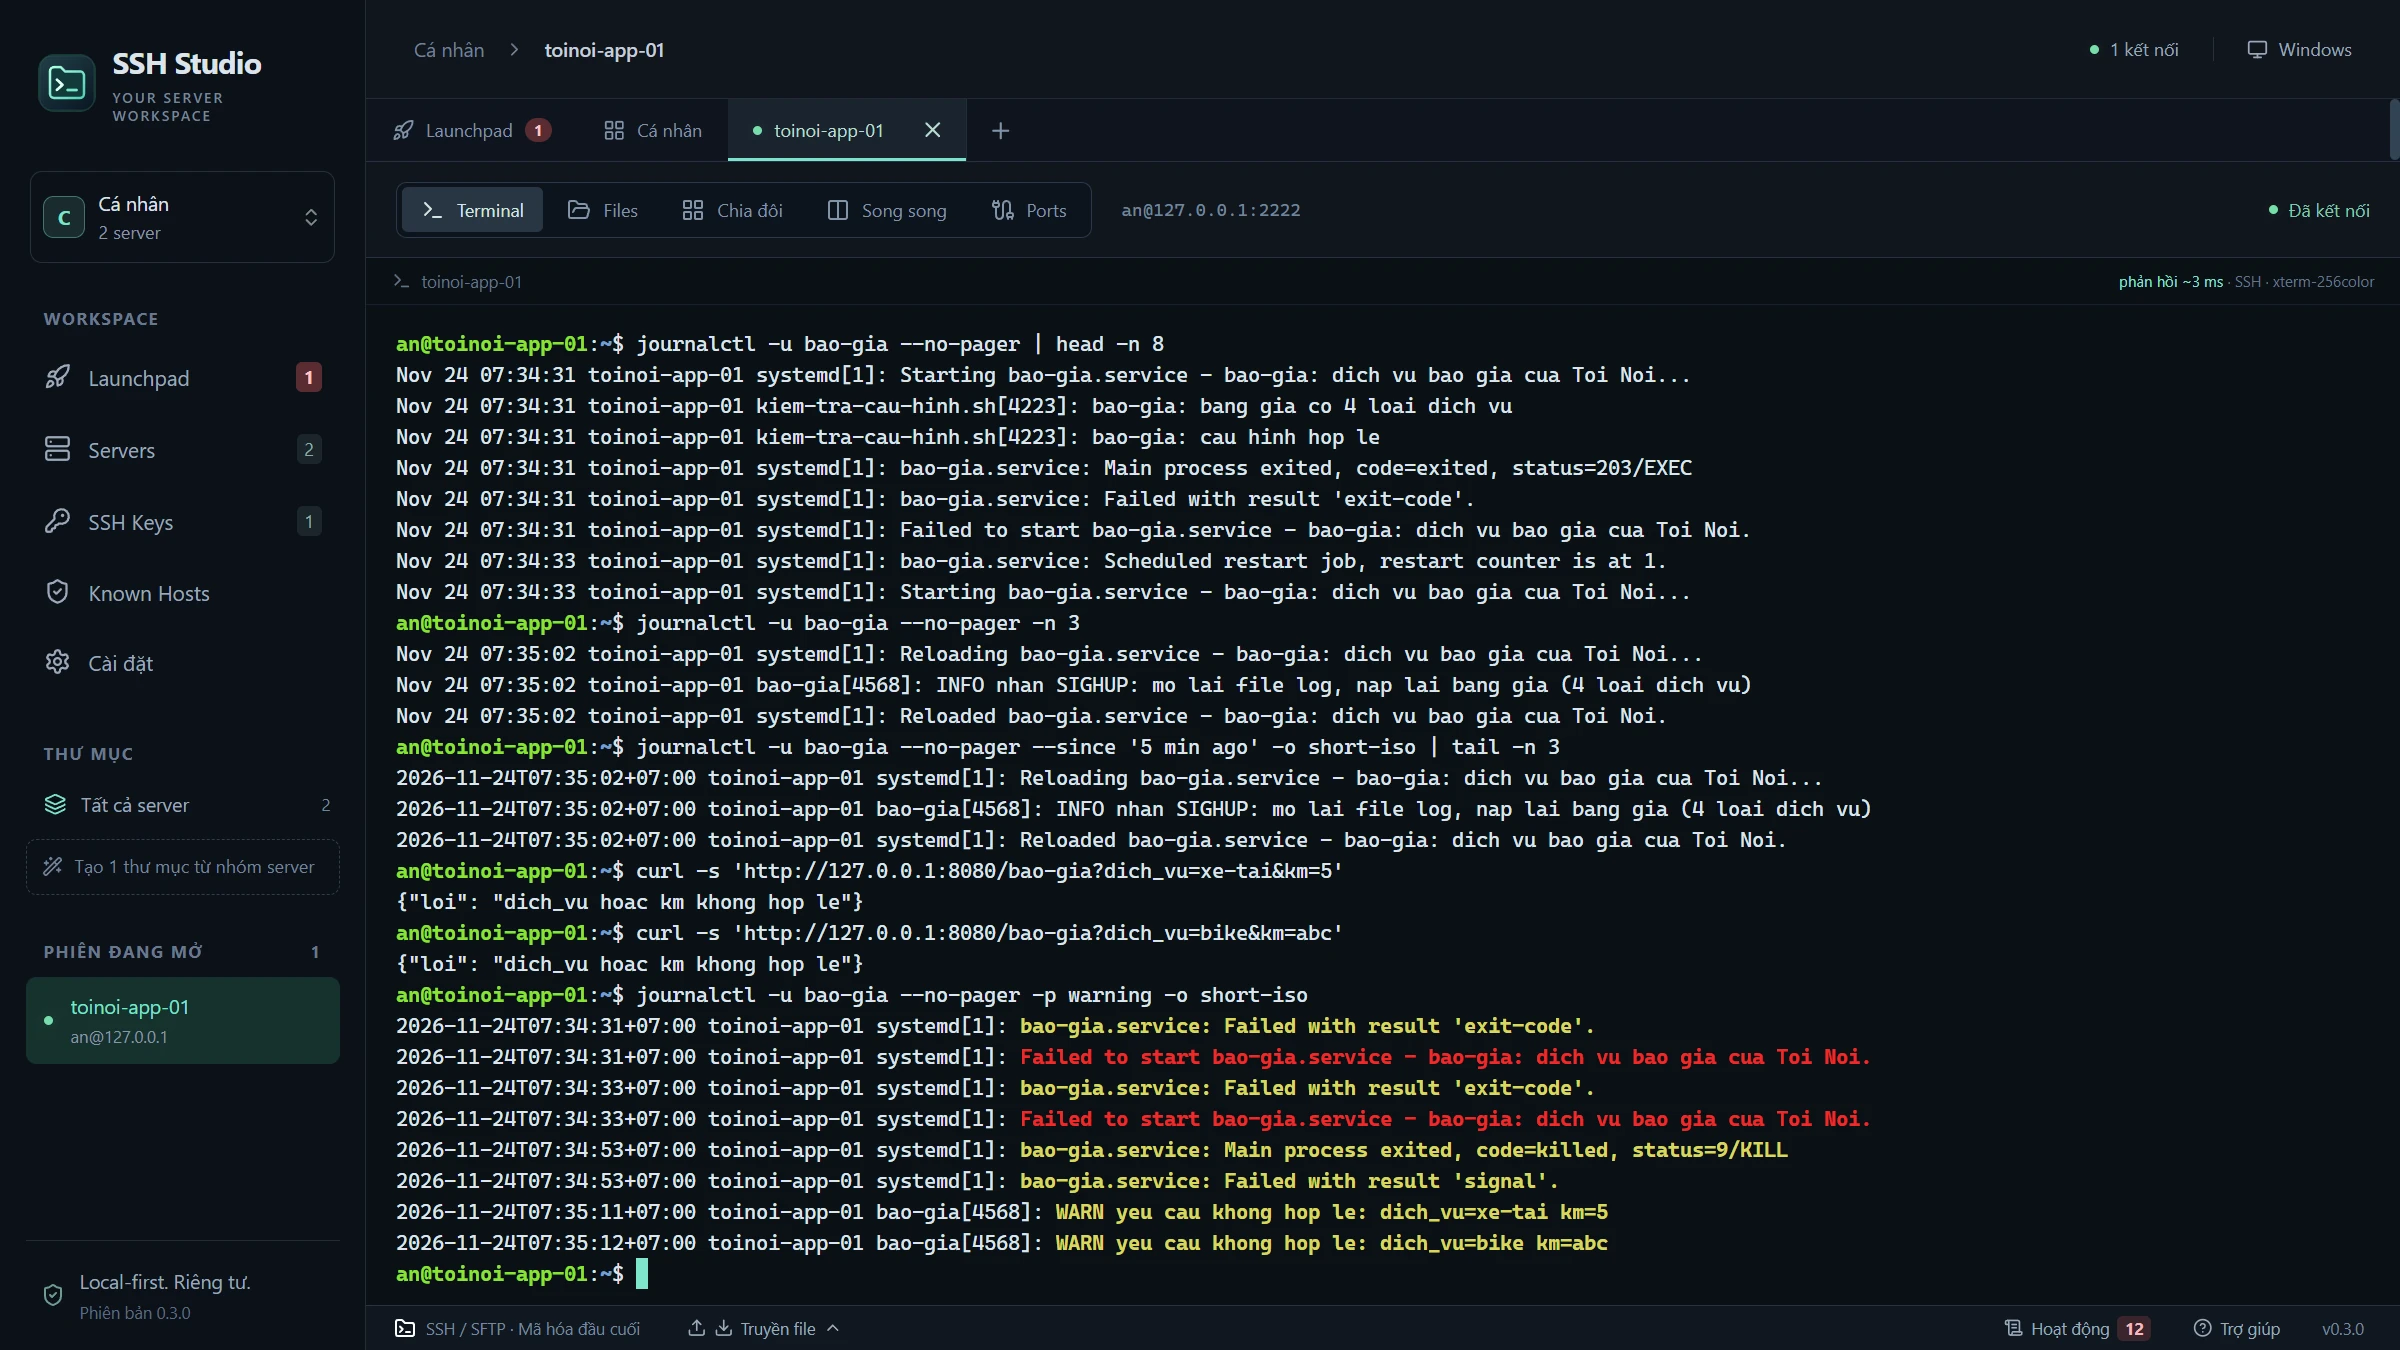 SSH Studio
YOUR SERVER
WORKSPACE
C
Cá nhân
2 server
WORKSPACE
Launchpad 1
Servers 2
SSH Keys 1
Known Hosts
Cài đặt
THƯ MỤC
Tất cả server 2
Tạo 1 thư mục từ nhóm server
PHIÊN ĐANG MỞ 1
toinoi-app-01
an@127.0.0.1
Local-first. Riêng tư.
Phiên bản 0.3.0
Cá nhân > toinoi-app-01
1 kết nối
Windows
Launchpad 1
Cá nhân
toinoi-app-01
Terminal
Files
Chia đôi
Song song
Ports
an@127.0.0.1:2222
Đã kết nối
toinoi-app-01
phản hồi ~3 ms · SSH · xterm-256color
an@toinoi-app-01:~$ journalctl -u bao-gia --no-pager | head -n 8
Nov 24 07:34:31 toinoi-app-01 systemd[1]: Starting bao-gia.service - bao-gia: dich vu bao gia cua Toi Noi...
Nov 24 07:34:31 toinoi-app-01 kiem-tra-cau-hinh.sh[4223]: bao-gia: bang gia co 4 loai dich vu
Nov 24 07:34:31 toinoi-app-01 kiem-tra-cau-hinh.sh[4223]: bao-gia: cau hinh hop le
Nov 24 07:34:31 toinoi-app-01 systemd[1]: bao-gia.service: Main process exited, code=exited, status=203/EXEC
Nov 24 07:34:31 toinoi-app-01 systemd[1]: bao-gia.service: Failed with result 'exit-code'.
Nov 24 07:34:31 toinoi-app-01 systemd[1]: Failed to start bao-gia.service - bao-gia: dich vu bao gia cua Toi Noi.
Nov 24 07:34:33 toinoi-app-01 systemd[1]: bao-gia.service: Scheduled restart job, restart counter is at 1.
Nov 24 07:34:33 toinoi-app-01 systemd[1]: Starting bao-gia.service - bao-gia: dich vu bao gia cua Toi Noi...
an@toinoi-app-01:~$ journalctl -u bao-gia --no-pager -n 3
Nov 24 07:35:02 toinoi-app-01 systemd[1]: Reloading bao-gia.service - bao-gia: dich vu bao gia cua Toi Noi...
Nov 24 07:35:02 toinoi-app-01 bao-gia[4568]: INFO nhan SIGHUP: mo lai file log, nap lai bang gia (4 loai dich vu)
Nov 24 07:35:02 toinoi-app-01 systemd[1]: Reloaded bao-gia.service - bao-gia: dich vu bao gia cua Toi Noi.
an@toinoi-app-01:~$ journalctl -u bao-gia --no-pager --since '5 min ago' -o short-iso | tail -n 3
2026-11-24T07:35:02+07:00 toinoi-app-01 systemd[1]: Reloading bao-gia.service - bao-gia: dich vu bao gia cua Toi Noi...
2026-11-24T07:35:02+07:00 toinoi-app-01 bao-gia[4568]: INFO nhan SIGHUP: mo lai file log, nap lai bang gia (4 loai dich vu)
2026-11-24T07:35:02+07:00 toinoi-app-01 systemd[1]: Reloaded bao-gia.service - bao-gia: dich vu bao gia cua Toi Noi.
an@toinoi-app-01:~$ curl -s 'http://127.0.0.1:8080/bao-gia?dich_vu=xe-tai&km=5'
{"loi": "dich_vu hoac km khong hop le"}
an@toinoi-app-01:~$ curl -s 'http://127.0.0.1:8080/bao-gia?dich_vu=bike&km=abc'
{"loi": "dich_vu hoac km khong hop le"}
an@toinoi-app-01:~$ journalctl -u bao-gia --no-pager -p warning -o short-iso
2026-11-24T07:34:31+07:00 toinoi-app-01 systemd[1]: bao-gia.service: Failed with result 'exit-code'.
2026-11-24T07:34:31+07:00 toinoi-app-01 systemd[1]: Failed to start bao-gia.service - bao-gia: dich vu bao gia cua Toi Noi.
2026-11-24T07:34:33+07:00 toinoi-app-01 systemd[1]: bao-gia.service: Failed with result 'exit-code'.
2026-11-24T07:34:33+07:00 toinoi-app-01 systemd[1]: Failed to start bao-gia.service - bao-gia: dich vu bao gia cua Toi Noi.
2026-11-24T07:34:53+07:00 toinoi-app-01 systemd[1]: bao-gia.service: Main process exited, code=killed, status=9/KILL
2026-11-24T07:34:53+07:00 toinoi-app-01 systemd[1]: bao-gia.service: Failed with result 'signal'.
2026-11-24T07:35:11+07:00 toinoi-app-01 bao-gia[4568]: WARN yeu cau khong hop le: dich_vu=xe-tai km=5
2026-11-24T07:35:12+07:00 toinoi-app-01 bao-gia[4568]: WARN yeu cau khong hop le: dich_vu=bike km=abc
an@toinoi-app-01:~$
SSH / SFTP · Mã hóa đầu cuối
Truyền file
Hoạt động 12
Trợ giúp
v0.3.0